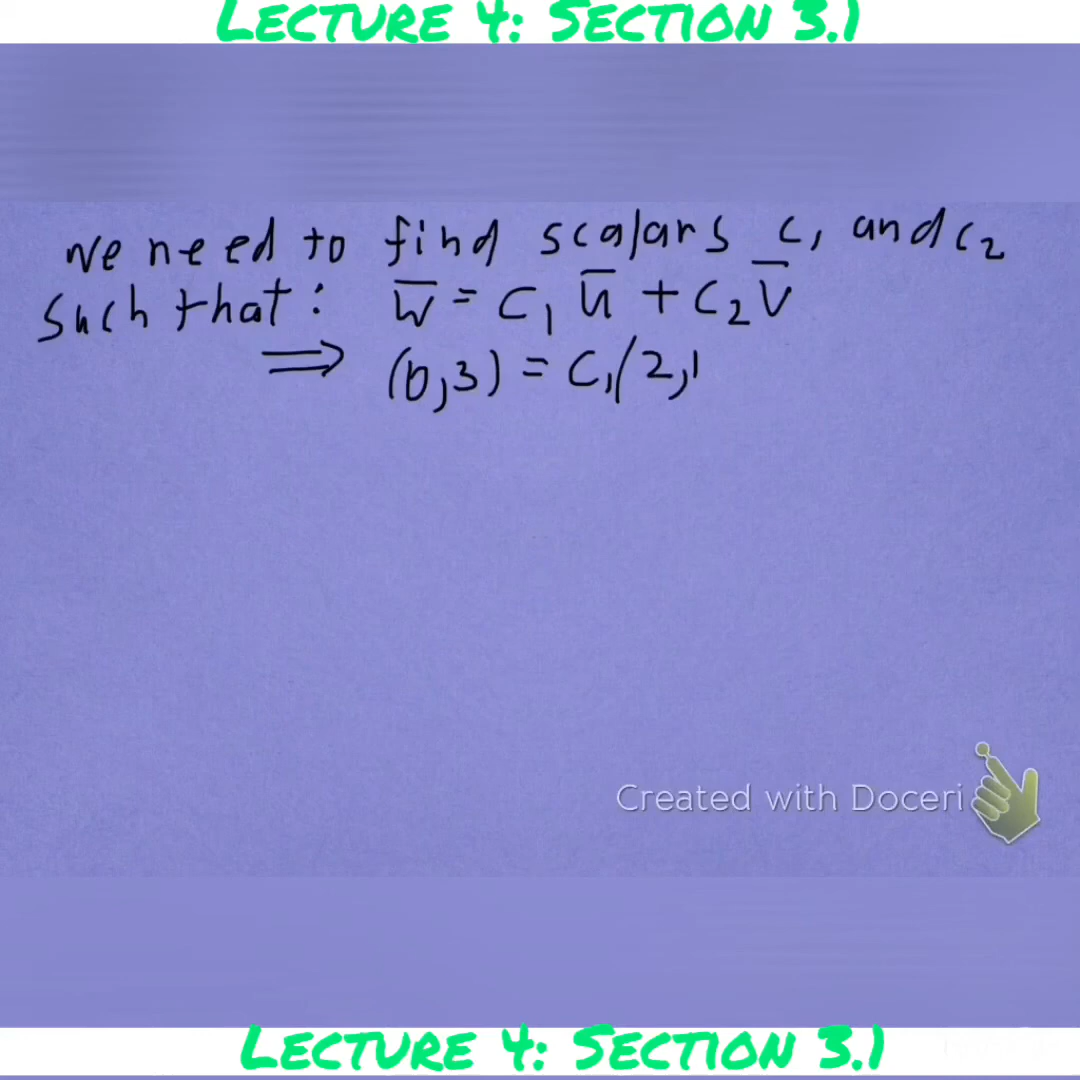 LECTURE 4: SECTION 3.1
we need to find scalars c₁ and c₂
such that: w̅ = c₁ u̅ + c₂ v̅
⟹ (0,3) = c₁(2,1
Created with Doceri
LECTURE 4: SECTION 3.1